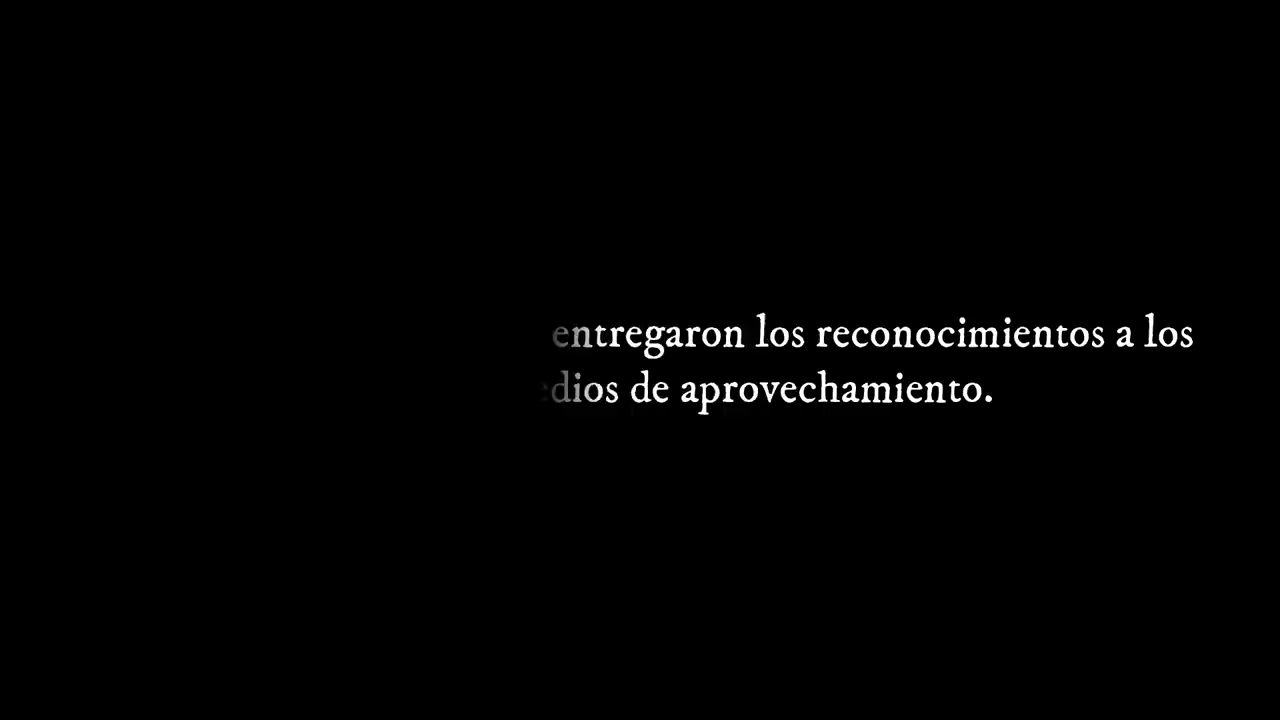 entregaron los reconocimientos a los
de aprovechamiento.